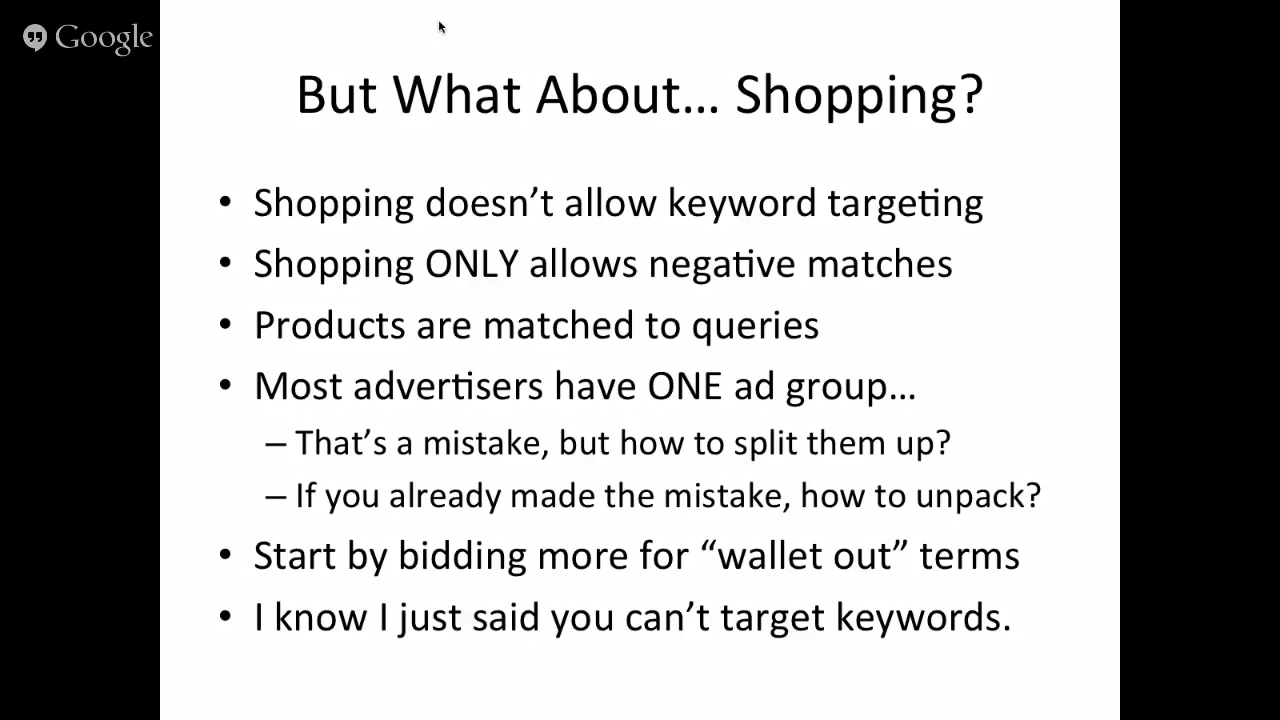 Google
But What About… Shopping?
• Shopping doesn’t allow keyword targeting
• Shopping ONLY allows negative matches
• Products are matched to queries
• Most advertisers have ONE ad group…
– That’s a mistake, but how to split them up?
– If you already made the mistake, how to unpack?
• Start by bidding more for “wallet out” terms
• I know I just said you can’t target keywords.